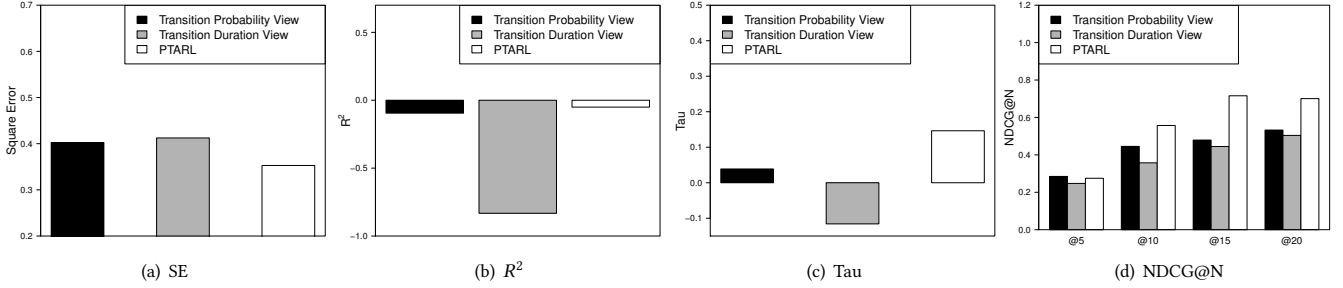 0.7
0.6
0.5
0.4
0.3
0.2
Square Error
Transition Probability View
Transition Duration View
PTARL
(a) SE
0.5
0.0
−0.5
−1.0
R²
Transition Probability View
Transition Duration View
PTARL
(b) R²
0.5
0.4
0.3
0.2
0.1
0.0
−0.1
Tau
Transition Probability View
Transition Duration View
PTARL
(c) Tau
1.2
1.0
0.8
0.6
0.4
0.2
0.0
NDCG@N
Transition Probability View
Transition Duration View
PTARL
@5 @10 @15 @20
(d) NDCG@N